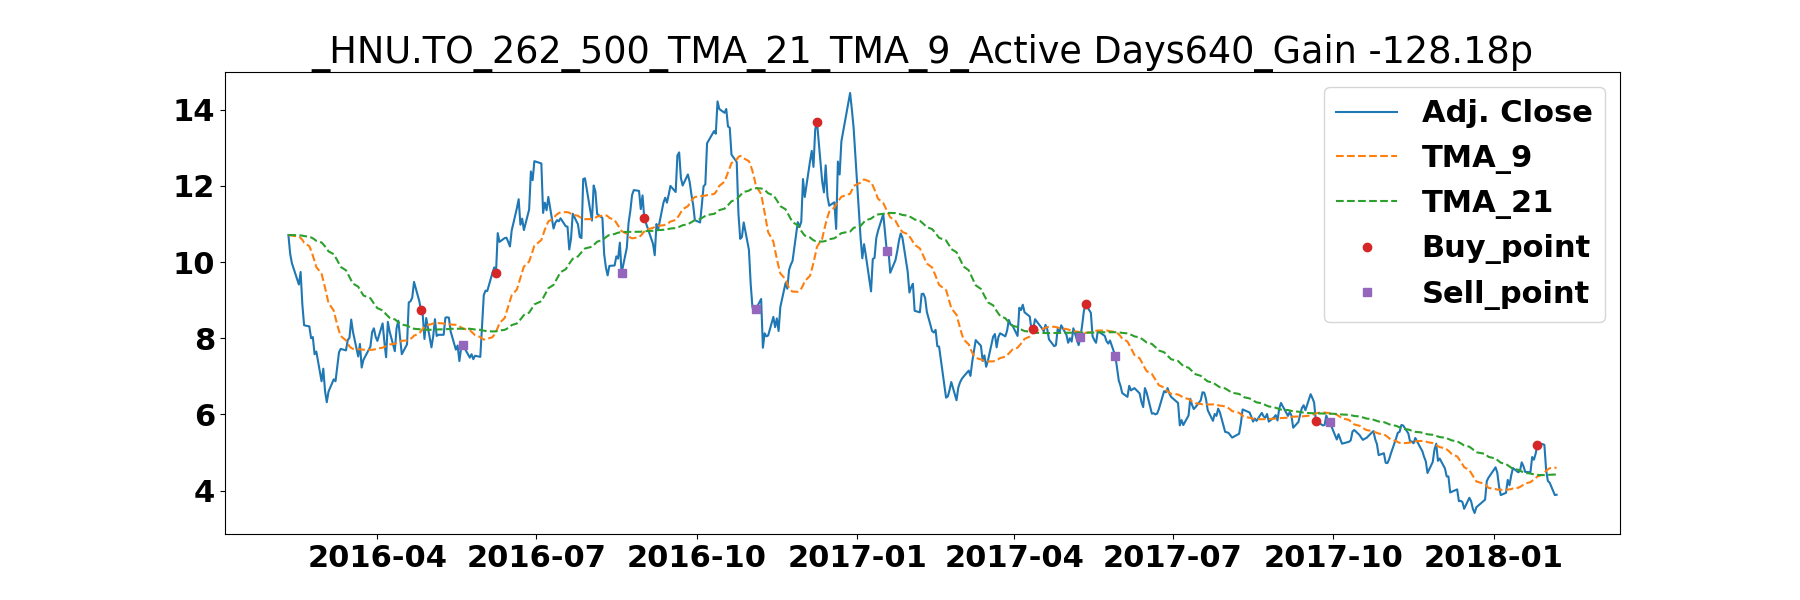 _HNU.TO_262_500_TMA_21_TMA_9_Active Days640_Gain -128.18p
14
12
10
8
6
4
Adj. Close
TMA_9
TMA_21
Buy_point
Sell_point
2016-04 2016-07 2016-10 2017-01 2017-04 2017-07 2017-10 2018-01